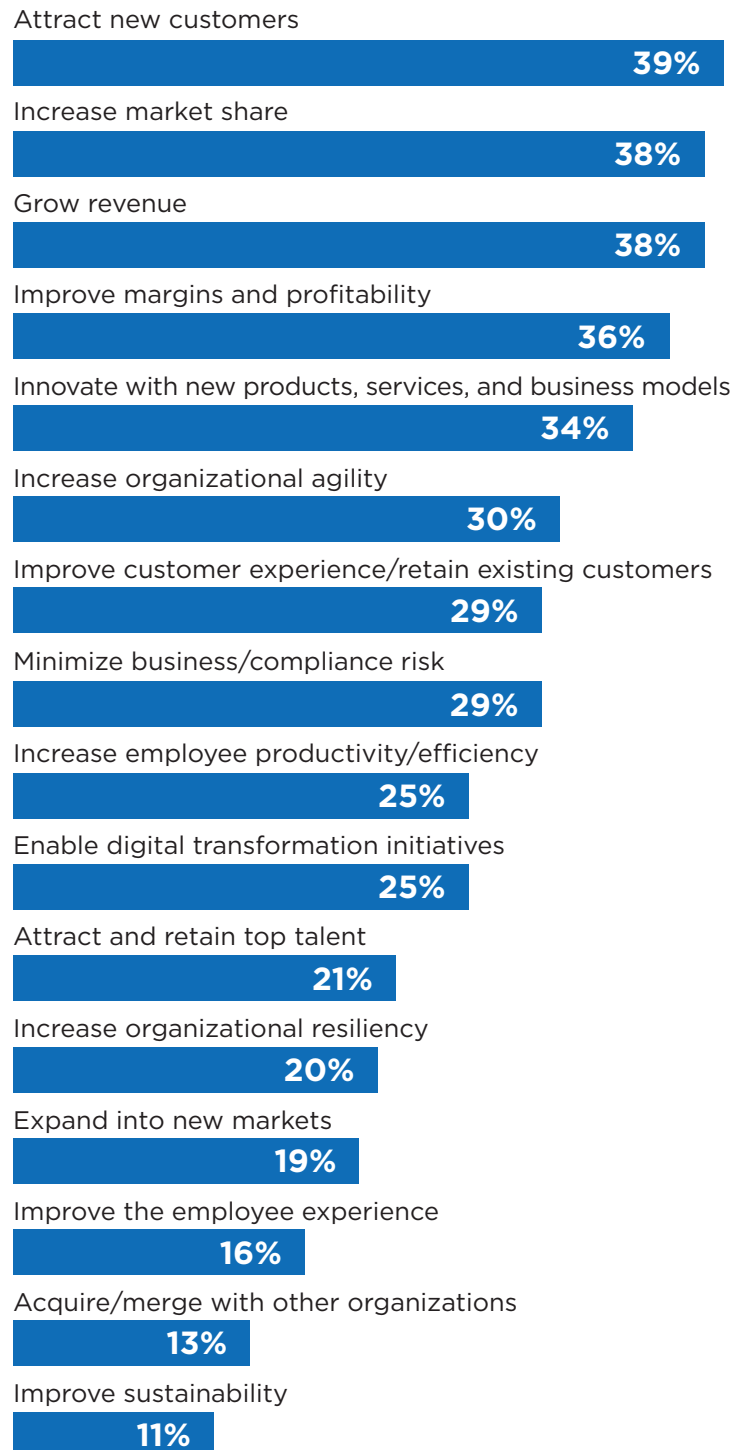 Attract new customers
39%
Increase market share
38%
Grow revenue
38%
Improve margins and profitability
36%
Innovate with new products, services, and business models
34%
Increase organizational agility
30%
Improve customer experience/retain existing customers
29%
Minimize business/compliance risk
29%
Increase employee productivity/efficiency
25%
Enable digital transformation initiatives
25%
Attract and retain top talent
21%
Increase organizational resiliency
20%
Expand into new markets
19%
Improve the employee experience
16%
Acquire/merge with other organizations
13%
Improve sustainability
11%